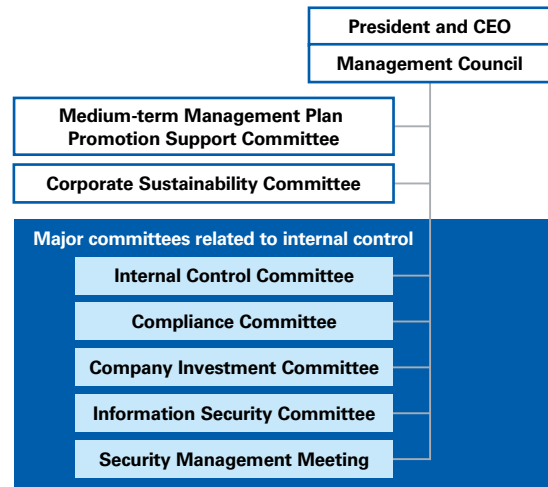 President and CEO
Management Council
Medium-term Management Plan
Promotion Support Committee
Corporate Sustainability Committee
Major committees related to internal control
Internal Control Committee
Compliance Committee
Company Investment Committee
Information Security Committee
Security Management Meeting